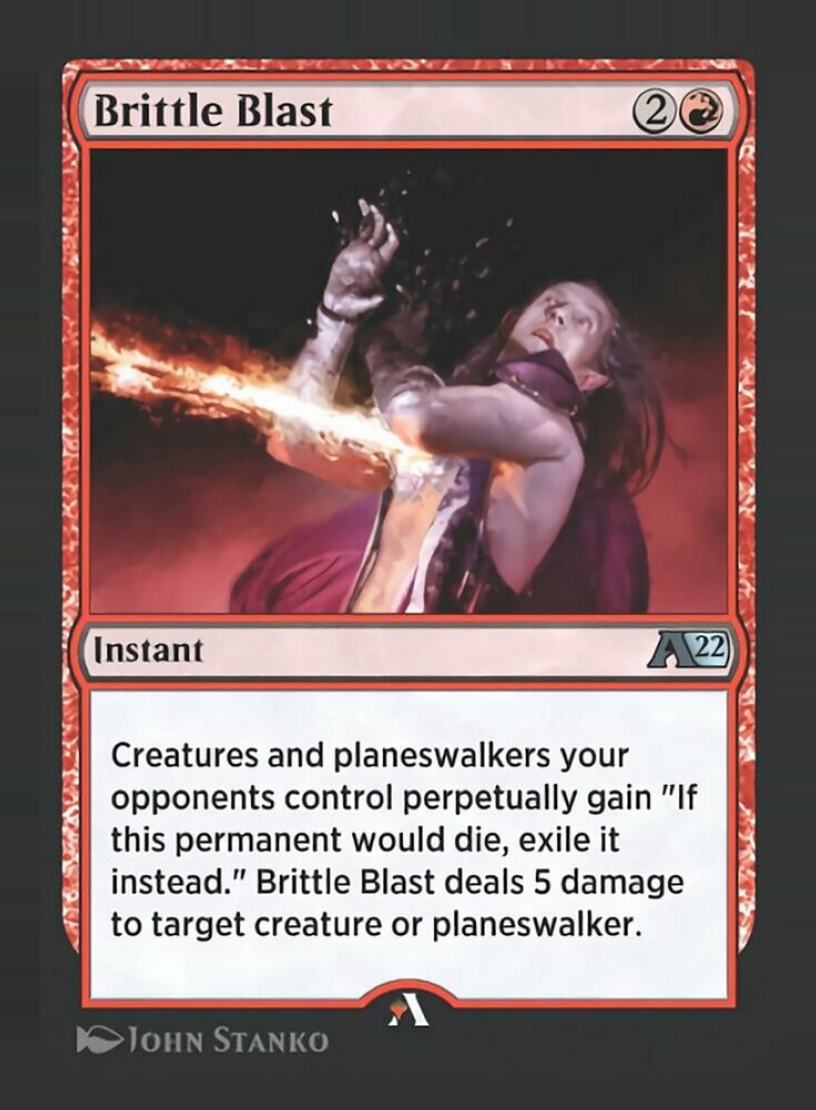 Brittle Blast 2
Instant A22
Creatures and planeswalkers your
opponents control perpetually gain "If
this permanent would die, exile it
instead." Brittle Blast deals 5 damage
to target creature or planeswalker.
A
John Stanko